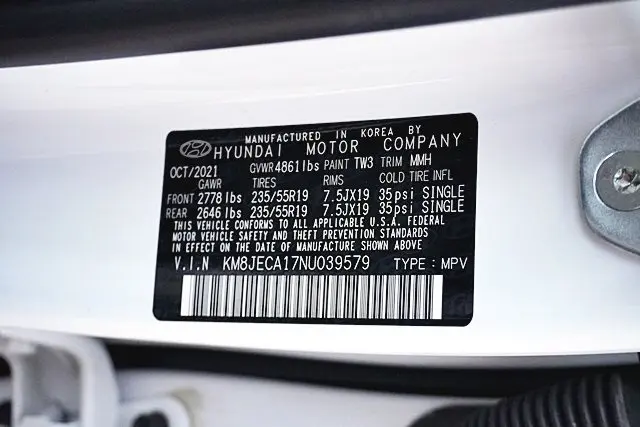 MANUFACTURED IN KOREA BY
HYUNDAI MOTOR COMPANY
OCT/2021 GVWR 4861lbs PAINT TW3 TRIM MMH
GAWR TIRES RIMS COLD TIRE INFL
FRONT 2778 lbs 235/55R19 7.5JX19 35psi SINGLE
REAR 2646 lbs 235/55R19 7.5JX19 35psi SINGLE
THIS VEHICLE CONFORMS TO ALL APPLICABLE U.S.A. FEDERAL
MOTOR VEHICLE SAFETY AND THEFT PREVENTION STANDARDS
IN EFFECT ON THE DATE OF MANUFACTURE SHOWN ABOVE.
V.I.N KM8JECA17NU039579 TYPE : MPV